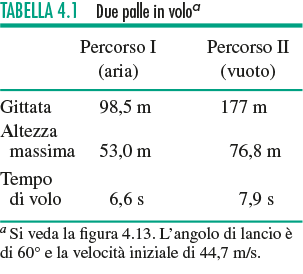 TABELLA 4.1 Due palle in volo^a
Percorso I Percorso II
(aria) (vuoto)
Gittata 98,5 m 177 m
Altezza
massima 53,0 m 76,8 m
Tempo
di volo 6,6 s 7,9 s
^a Si veda la figura 4.13. L'angolo di lancio è
di 60° e la velocità iniziale di 44,7 m/s.